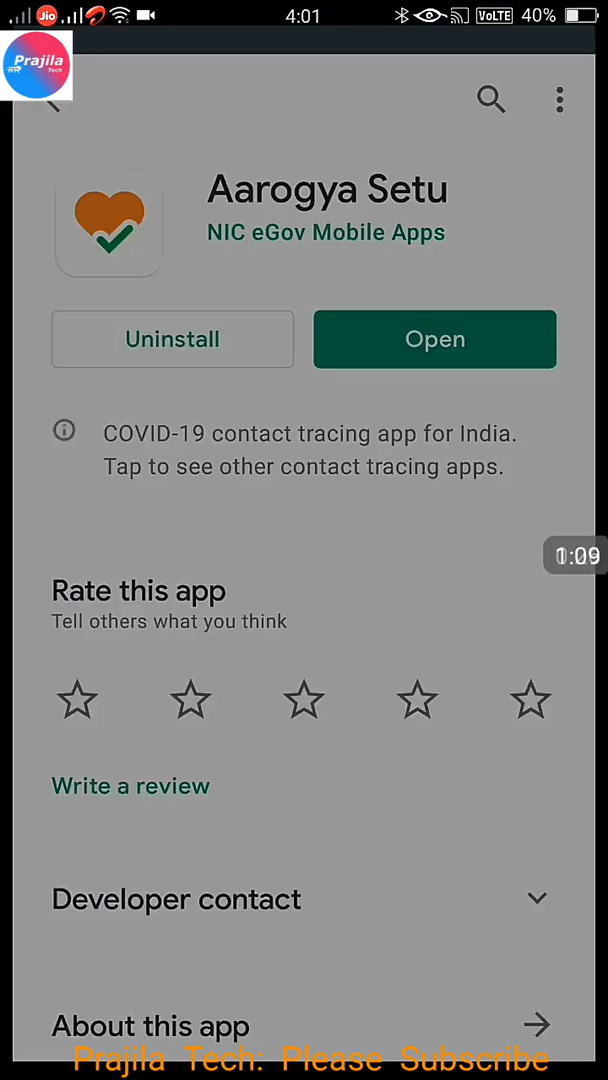 Jio
4:01
VoLTE
40%
Prajila
RR Tech
Aarogya Setu
NIC eGov Mobile Apps
Uninstall
Open
COVID-19 contact tracing app for India.
Tap to see other contact tracing apps.
Rate this app
Tell others what you think
Write a review
Developer contact
About this app
Prajila Tech: Please Subscribe